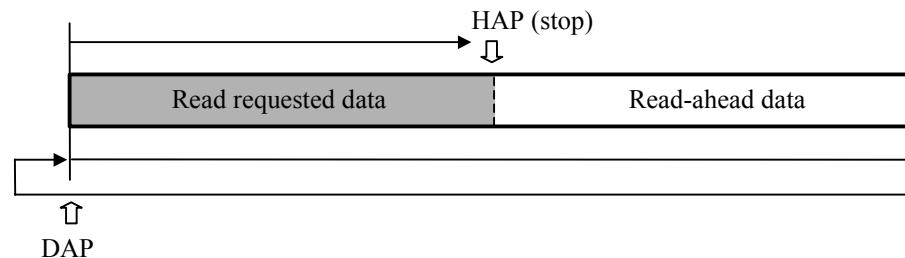 HAP (stop)
Read requested data
Read-ahead data
DAP